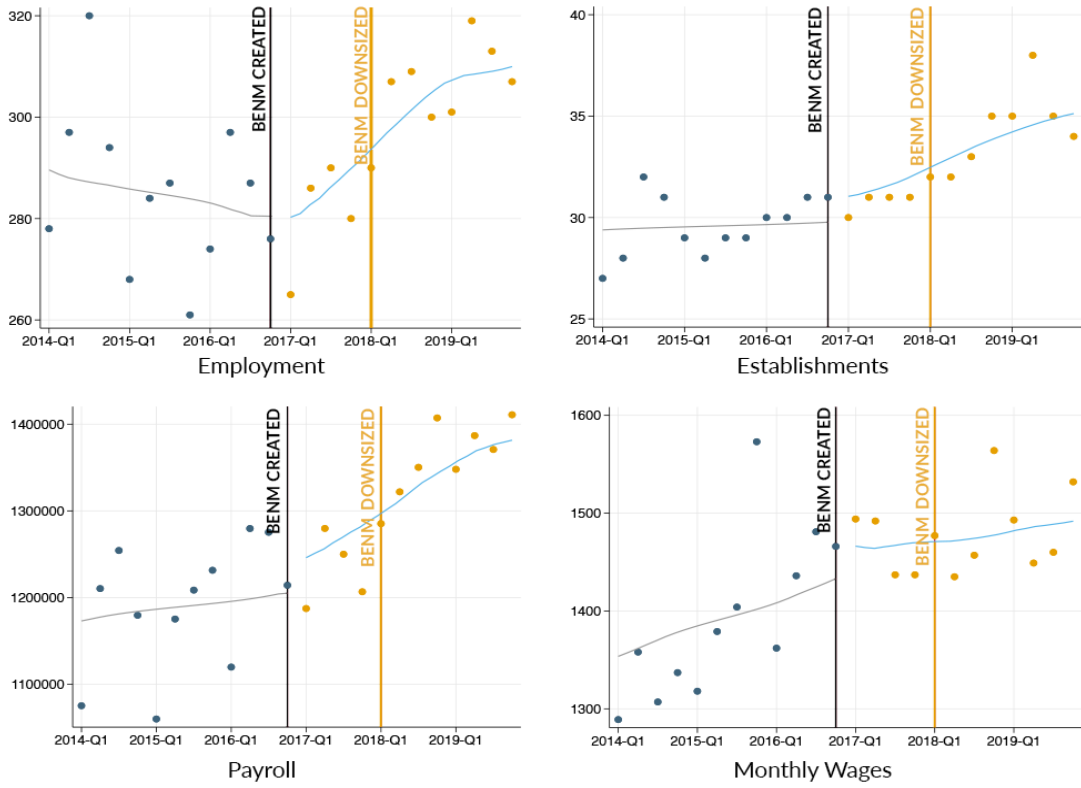 320
300
280
260
BENM CREATED
BENM DOWNSIZED
2014-Q1 2015-Q1 2016-Q1 2017-Q1 2018-Q1 2019-Q1
Employment
40
35
30
25
BENM CREATED
BENM DOWNSIZED
2014-Q1 2015-Q1 2016-Q1 2017-Q1 2018-Q1 2019-Q1
Establishments
1400000
1300000
1200000
1100000
BENM CREATED
BENM DOWNSIZED
2014-Q1 2015-Q1 2016-Q1 2017-Q1 2018-Q1 2019-Q1
Payroll
1600
1500
1400
1300
BENM CREATED
BENM DOWNSIZED
2014-Q1 2015-Q1 2016-Q1 2017-Q1 2018-Q1 2019-Q1
Monthly Wages